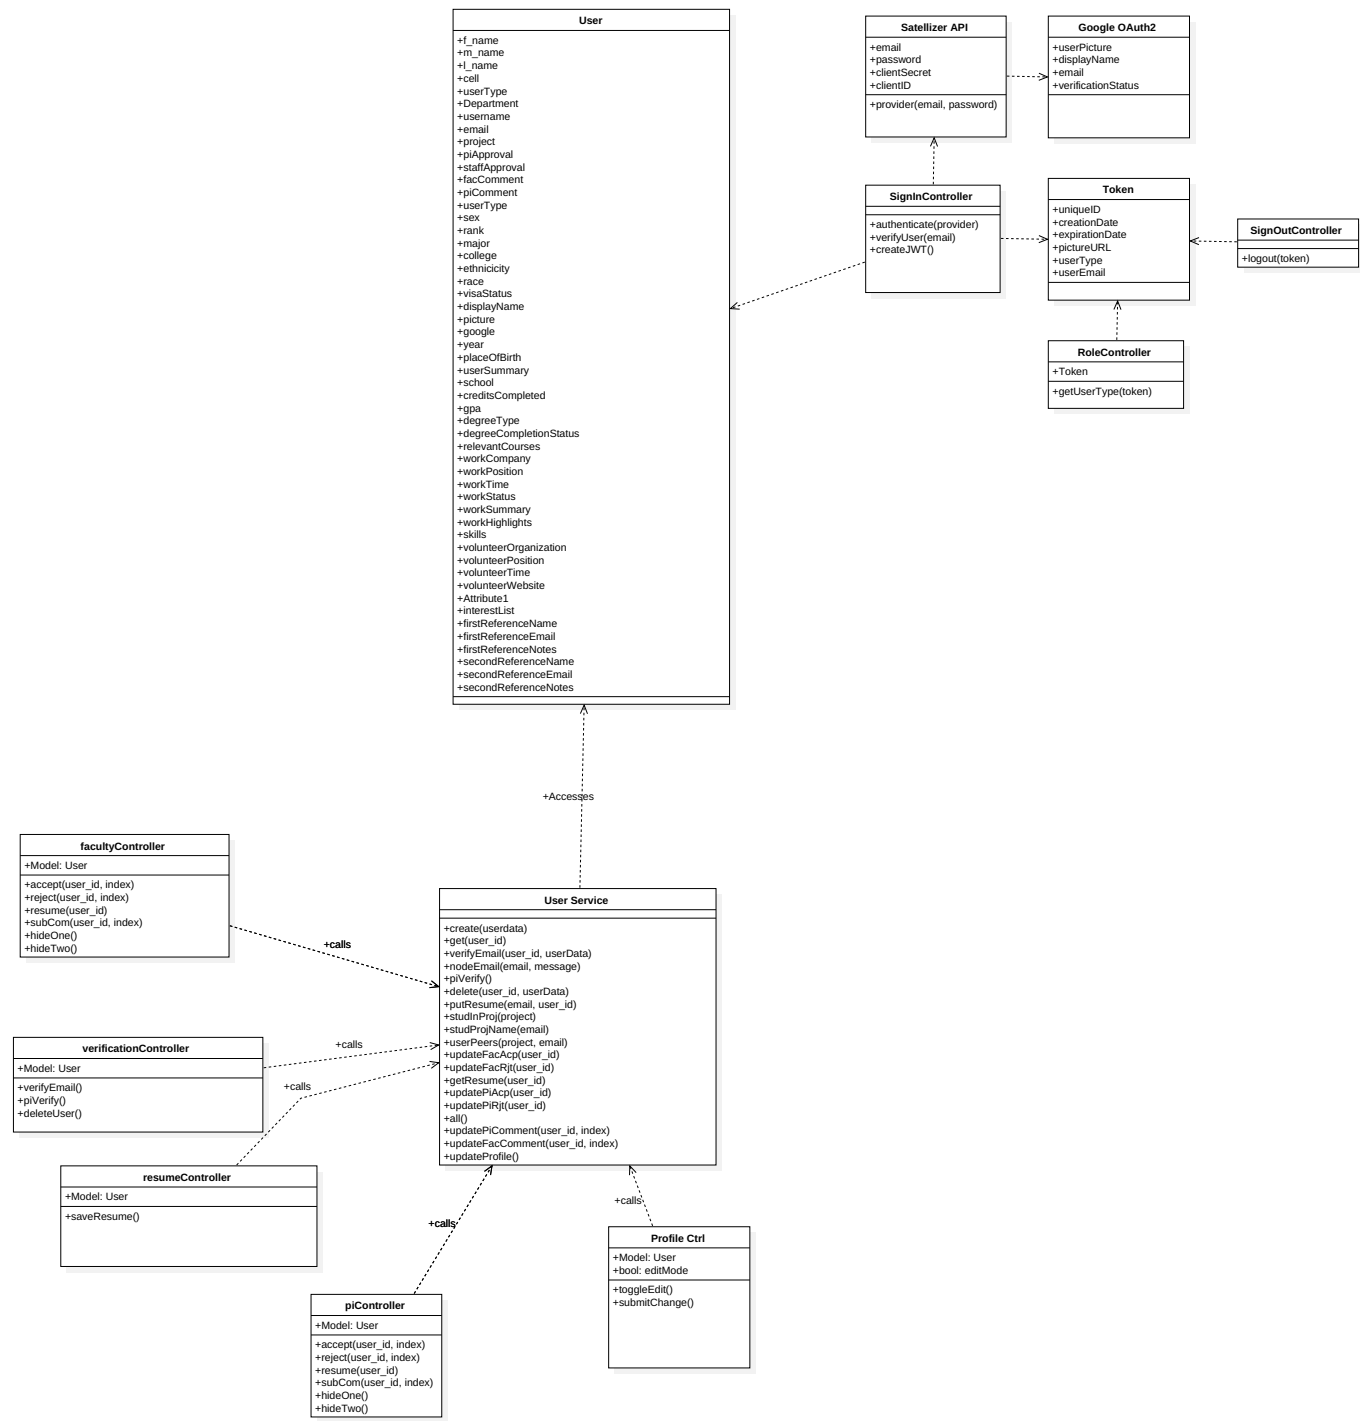 User
+f_name
+m_name
+l_name
+cell
+userType
+Department
+username
+email
+project
+piApproval
+staffApproval
+facComment
+piComment
+userType
+sex
+rank
+major
+college
+ethnicicity
+race
+visaStatus
+displayName
+picture
+google
+year
+placeOfBirth
+userSummary
+school
+creditsCompleted
+gpa
+degreeType
+degreeCompletionStatus
+relevantCourses
+workCompany
+workPosition
+workTime
+workStatus
+workSummary
+workHighlights
+skills
+volunteerOrganization
+volunteerPosition
+volunteerTime
+volunteerWebsite
+Attribute1
+interestList
+firstReferenceName
+firstReferenceEmail
+firstReferenceNotes
+secondReferenceName
+secondReferenceEmail
+secondReferenceNotes
Satellizer API
+email
+password
+clientSecret
+clientID
+provider(email, password)
Google OAuth2
+userPicture
+displayName
+email
+verificationStatus
SignInController
+authenticate(provider)
+verifyUser(email)
+createJWT()
Token
+uniqueID
+creationDate
+expirationDate
+pictureURL
+userType
+userEmail
SignOutController
+logout(token)
RoleController
+Token
+getUserType(token)
+Accesses
facultyController
+Model: User
+accept(user_id, index)
+reject(user_id, index)
+resume(user_id)
+subCom(user_id, index)
+hideOne()
+hideTwo()
+calls
User Service
+create(userdata)
+get(user_id)
+verifyEmail(user_id, userData)
+nodeEmail(email, message)
+piVerify()
+delete(user_id, userData)
+putResume(email, user_id)
+studInProj(project)
+studProjName(email)
+userPeers(project, email)
+updateFacAcp(user_id)
+updateFacRjt(user_id)
+getResume(user_id)
+updatePiAcp(user_id)
+updatePiRjt(user_id)
+all()
+updatePiComment(user_id, index)
+updateFacComment(user_id, index)
+updateProfile()
verificationController
+Model: User
+verifyEmail()
+piVerify()
+deleteUser()
+calls
+calls
resumeController
+Model: User
+saveResume()
+calls
+calls
Profile Ctrl
+Model: User
+bool: editMode
+toggleEdit()
+submitChange()
piController
+Model: User
+accept(user_id, index)
+reject(user_id, index)
+resume(user_id)
+subCom(user_id, index)
+hideOne()
+hideTwo()